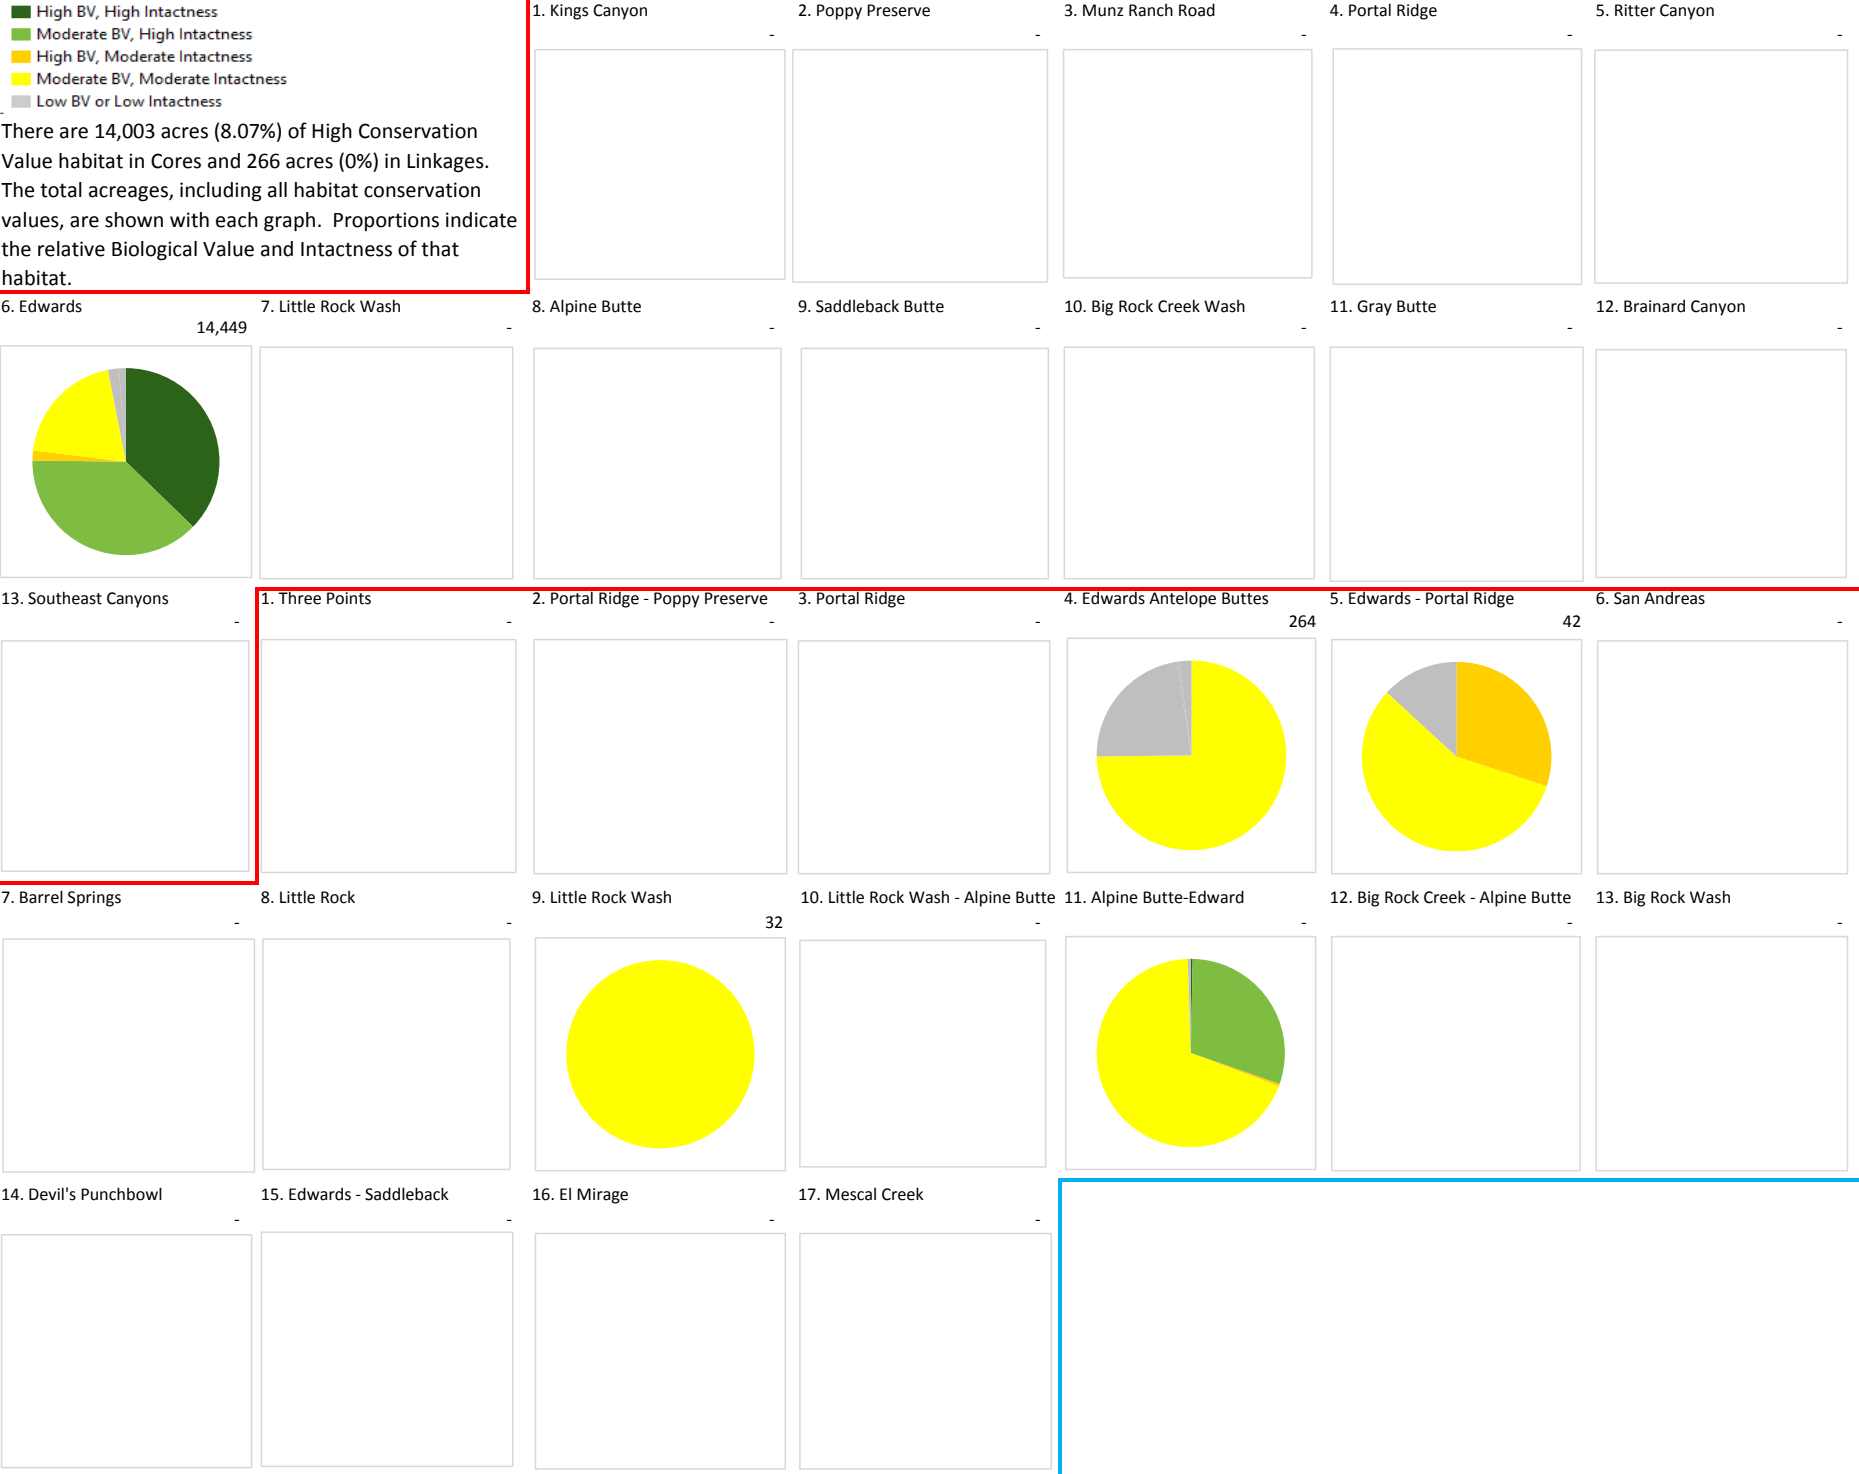 High BV, High Intactness
Moderate BV, High Intactness
High BV, Moderate Intactness
Moderate BV, Moderate Intactness
Low BV or Low Intactness
-
There are 14,003 acres (8.07%) of High Conservation
Value habitat in Cores and 266 acres (0%) in Linkages.
The total acreages, including all habitat conservation
values, are shown with each graph.  Proportions indicate
the relative Biological Value and Intactness of that
habitat.
1. Kings Canyon
-
2. Poppy Preserve
-
3. Munz Ranch Road
-
4. Portal Ridge
-
5. Ritter Canyon
-
6. Edwards
14,449
7. Little Rock Wash
-
8. Alpine Butte
-
9. Saddleback Butte
-
10. Big Rock Creek Wash
-
11. Gray Butte
-
12. Brainard Canyon
-
13. Southeast Canyons
-
1. Three Points
-
2. Portal Ridge - Poppy Preserve
-
3. Portal Ridge
-
4. Edwards Antelope Buttes
264
5. Edwards - Portal Ridge
42
6. San Andreas
-
7. Barrel Springs
-
8. Little Rock
-
9. Little Rock Wash
32
10. Little Rock Wash - Alpine Butte
-
11. Alpine Butte-Edward
-
12. Big Rock Creek - Alpine Butte
-
13. Big Rock Wash
-
14. Devil's Punchbowl
-
15. Edwards - Saddleback
-
16. El Mirage
-
17. Mescal Creek
-